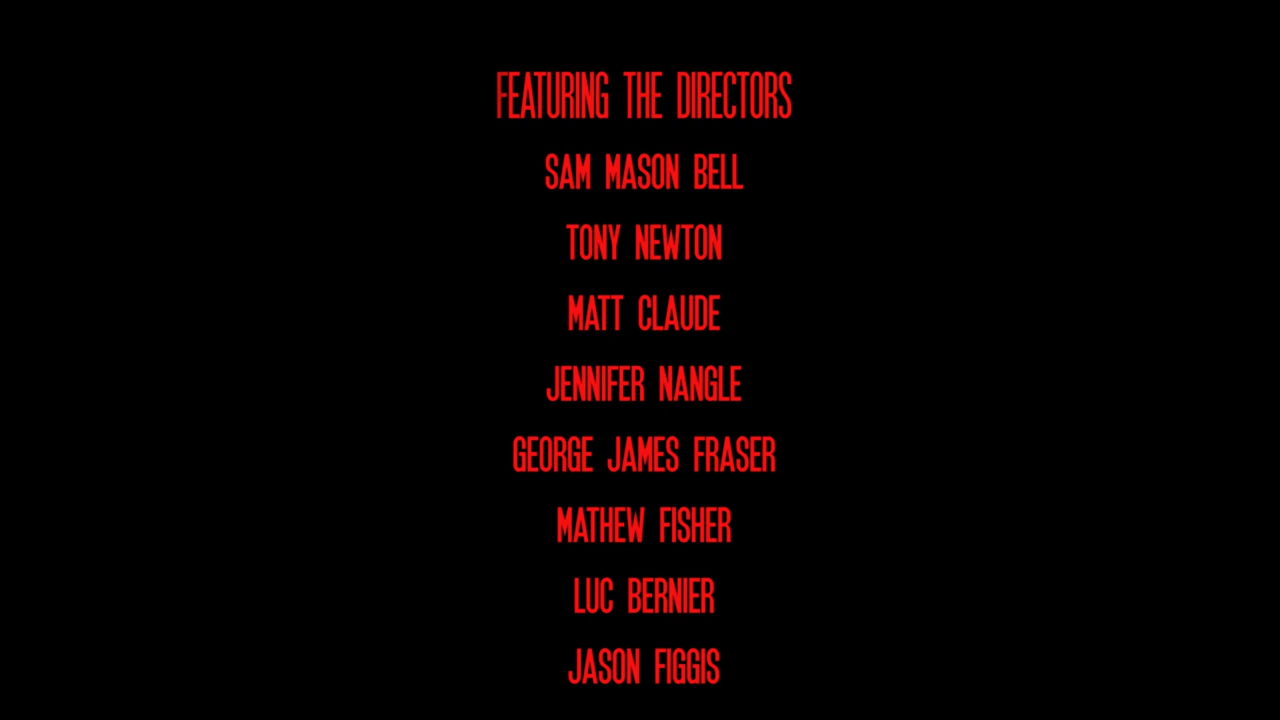 FEATURING THE DIRECTORS
SAM MASON BELL
TONY NEWTON
MATT CLAUDE
JENNIFER NANGLE
GEORGE JAMES FRASER
MATHEW FISHER
LUC BERNIER
JASON FIGGIS